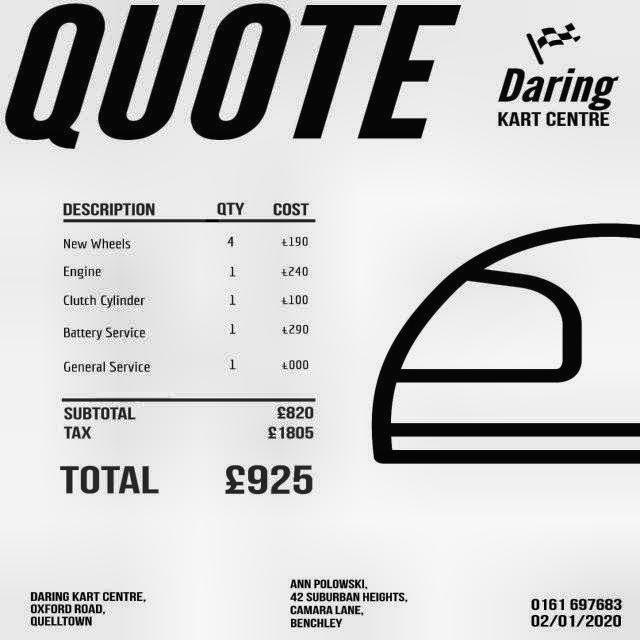 QUOTE
Daring
KART CENTRE
DESCRIPTION QTY COST
New Wheels 4 £190
Engine 1 £240
Clutch Cylinder 1 £100
Battery Service 1 £290
General Service 1 £000
SUBTOTAL £820
TAX £1805
TOTAL £925
DARING KART CENTRE,
OXFORD ROAD,
QUELLTOWN
ANN POLOWSKI,
42 SUBURBAN HEIGHTS,
CAMARA LANE,
BENCHLEY
0161 697683
02/01/2020